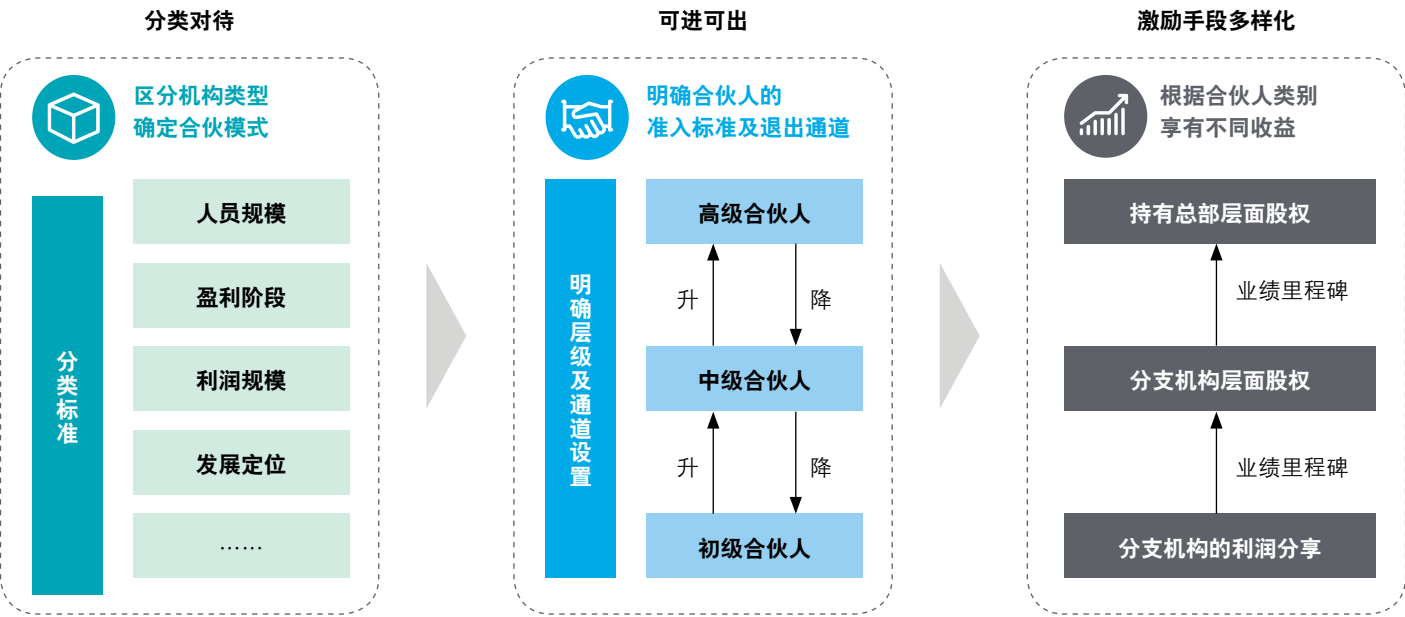 分类对待
区分机构类型
确定合伙模式
分类标准
人员规模
盈利阶段
利润规模
发展定位
……
可进可出
明确合伙人的
准入标准及退出通道
明确层级及通道设置
高级合伙人
升
降
中级合伙人
升
降
初级合伙人
激励手段多样化
根据合伙人类别
享有不同收益
持有总部层面股权
业绩里程碑
分支机构层面股权
业绩里程碑
分支机构的利润分享